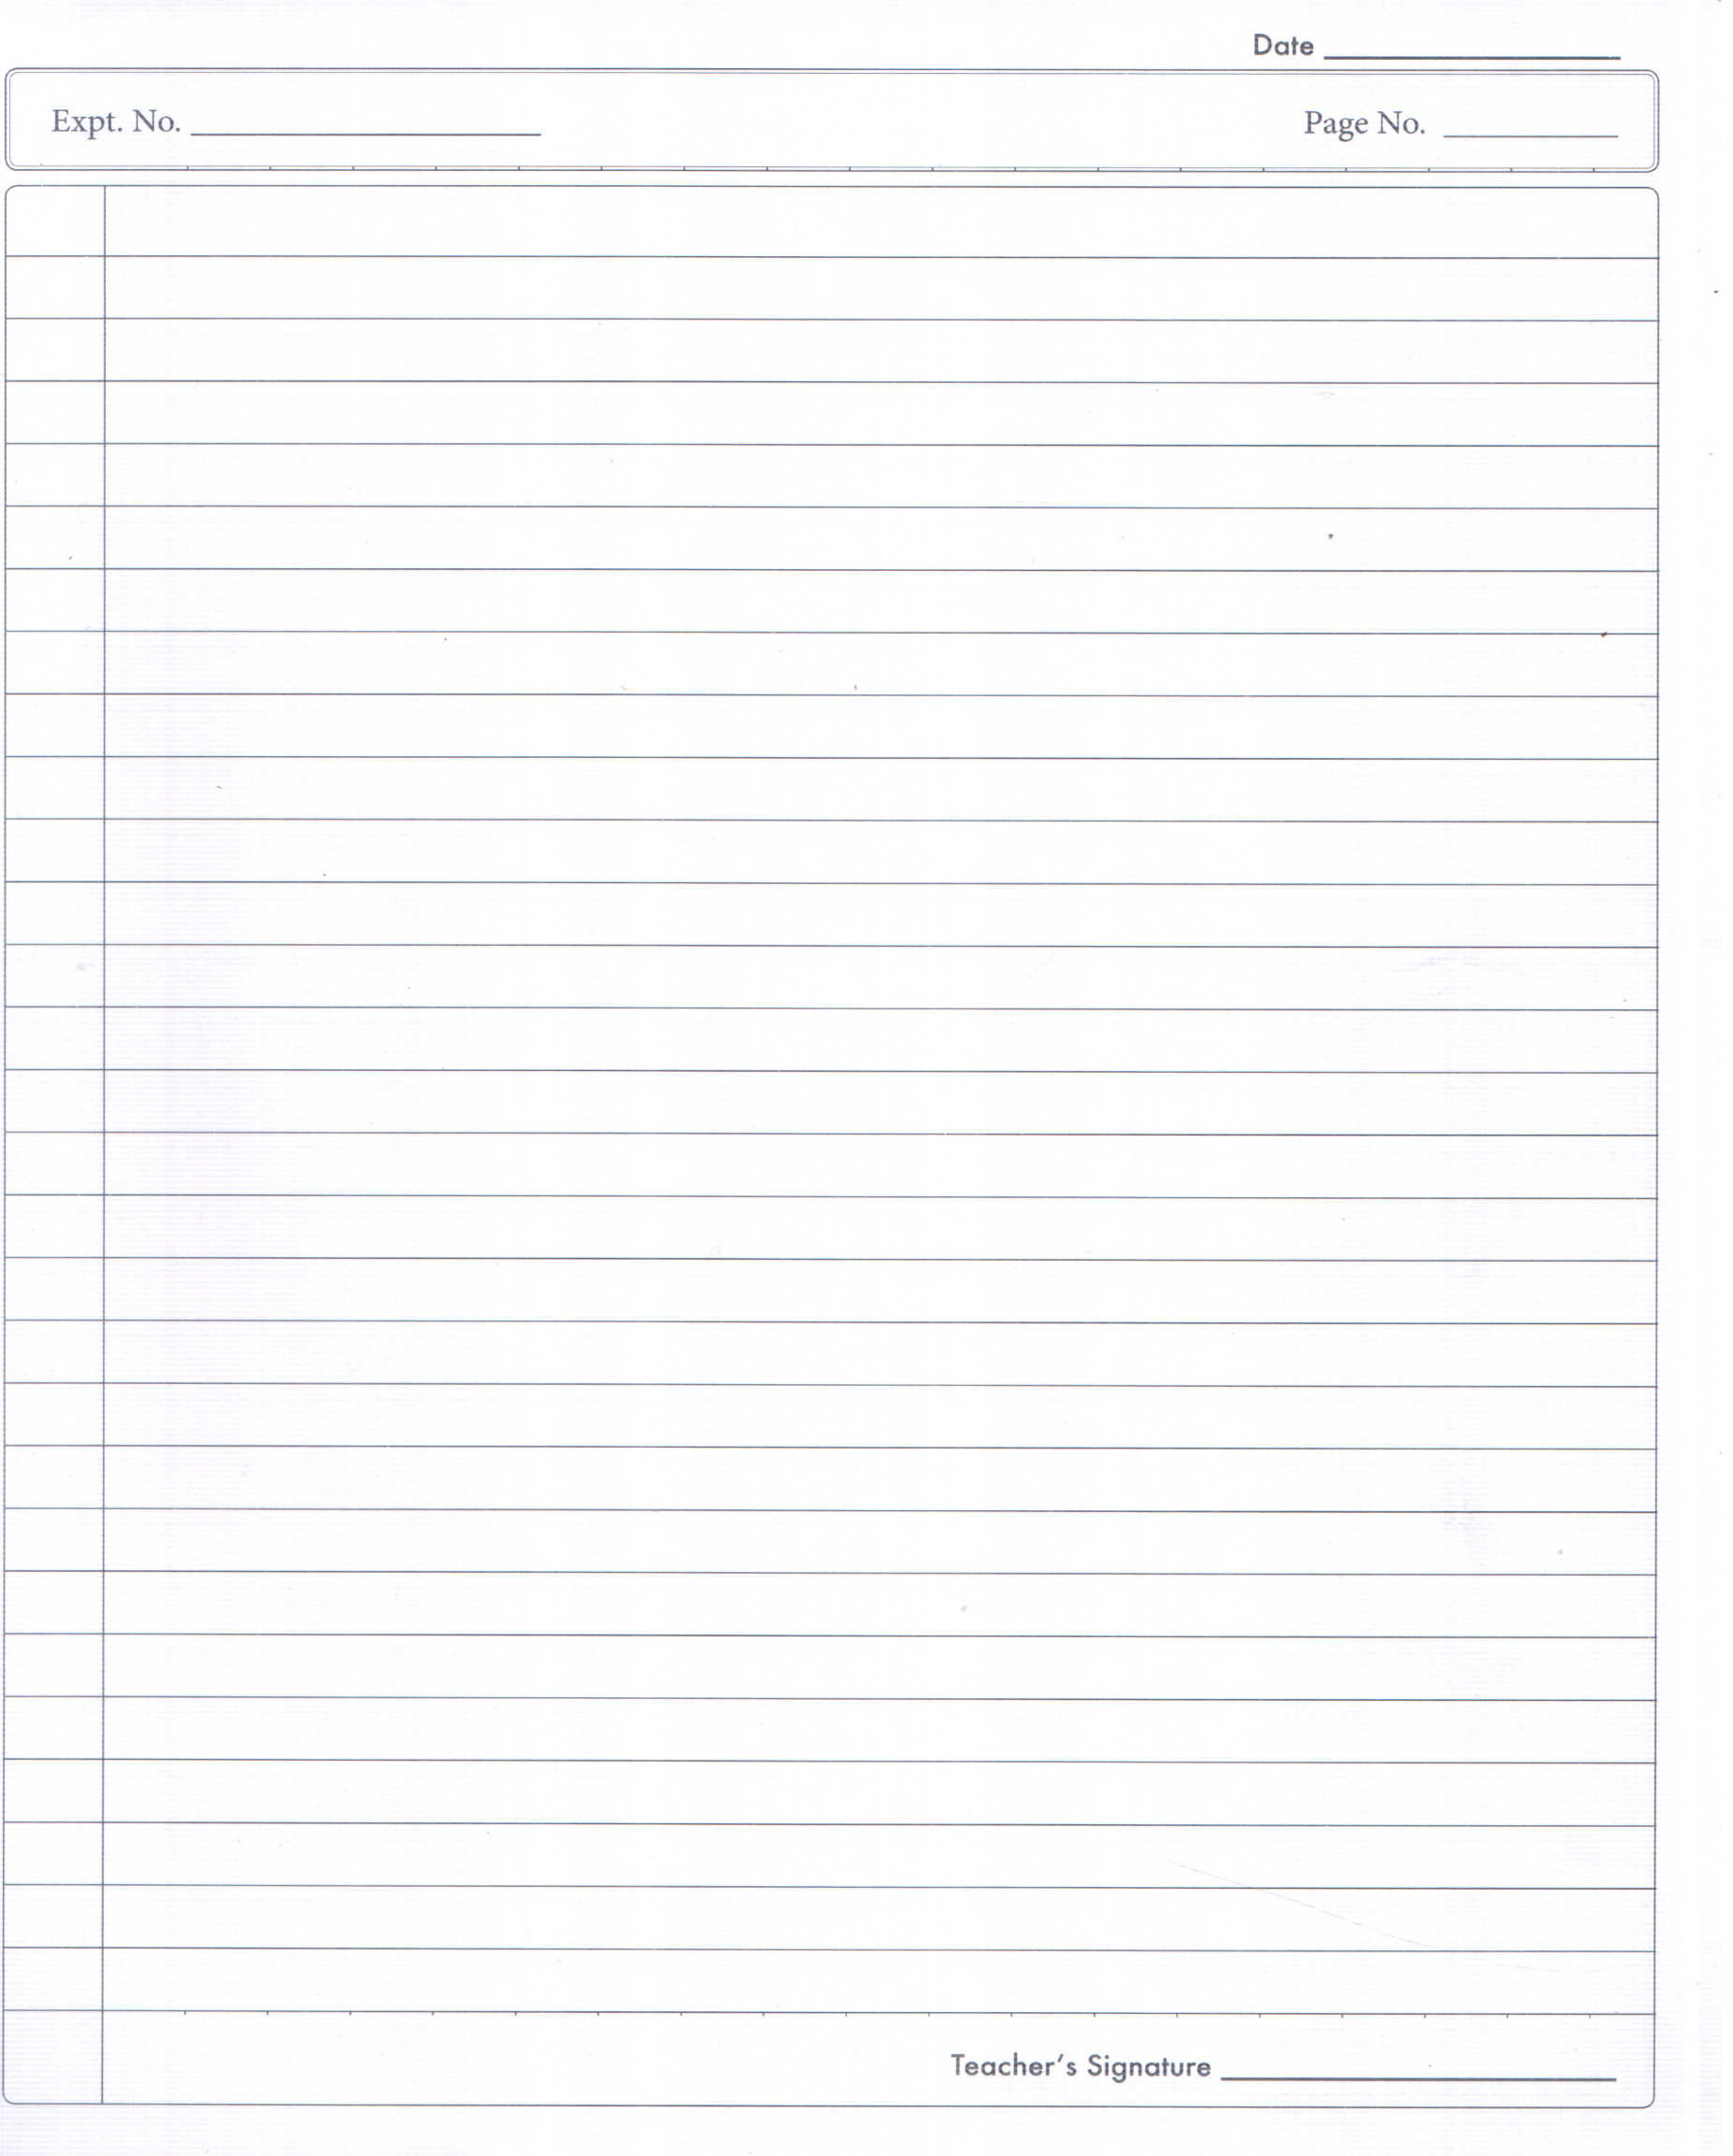 Date
Expt. No.
Page No.
Teacher's Signature